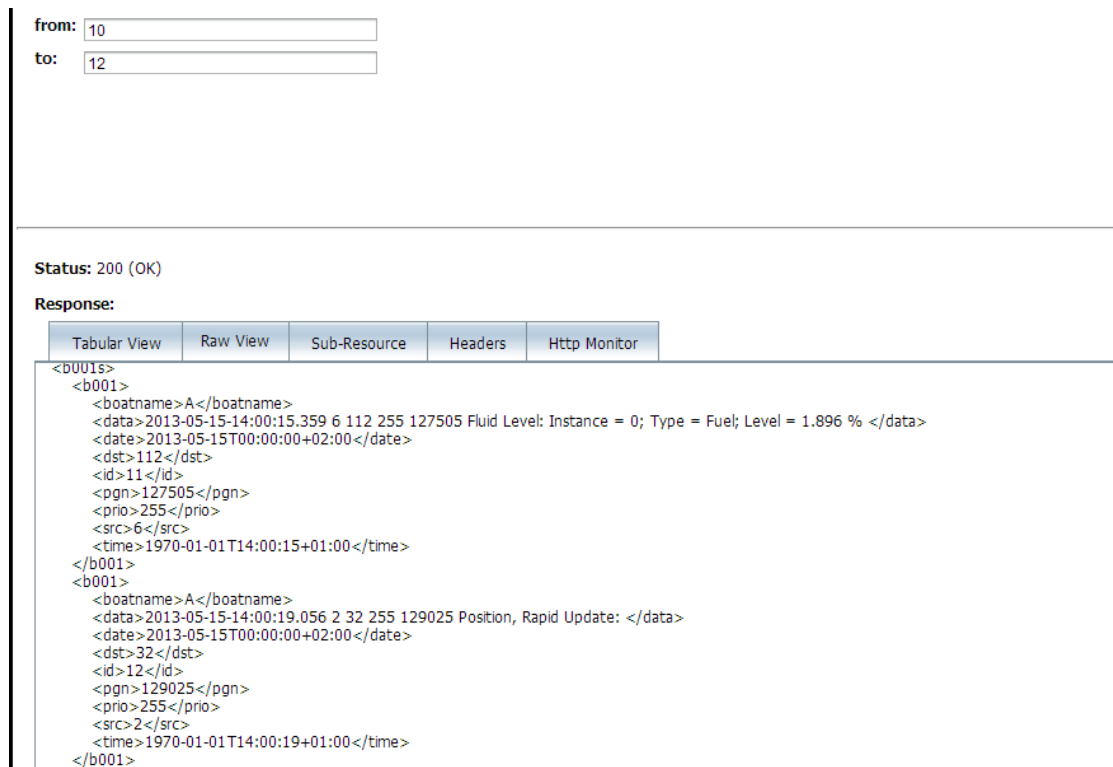 from: 10
to: 12
Status: 200 (OK)
Response:
Tabular View Raw View Sub-Resource Headers Http Monitor
<b001s>
<b001>
<boatname>A</boatname>
<data>2013-05-15-14:00:15.359 6 112 255 127505 Fluid Level: Instance = 0; Type = Fuel; Level = 1.896 % </data>
<date>2013-05-15T00:00:00+02:00</date>
<dst>112</dst>
<id>11</id>
<pgn>127505</pgn>
<prio>255</prio>
<src>6</src>
<time>1970-01-01T14:00:15+01:00</time>
</b001>
<b001>
<boatname>A</boatname>
<data>2013-05-15-14:00:19.056 2 32 255 129025 Position, Rapid Update: </data>
<date>2013-05-15T00:00:00+02:00</date>
<dst>32</dst>
<id>12</id>
<pgn>129025</pgn>
<prio>255</prio>
<src>2</src>
<time>1970-01-01T14:00:19+01:00</time>
</b001>